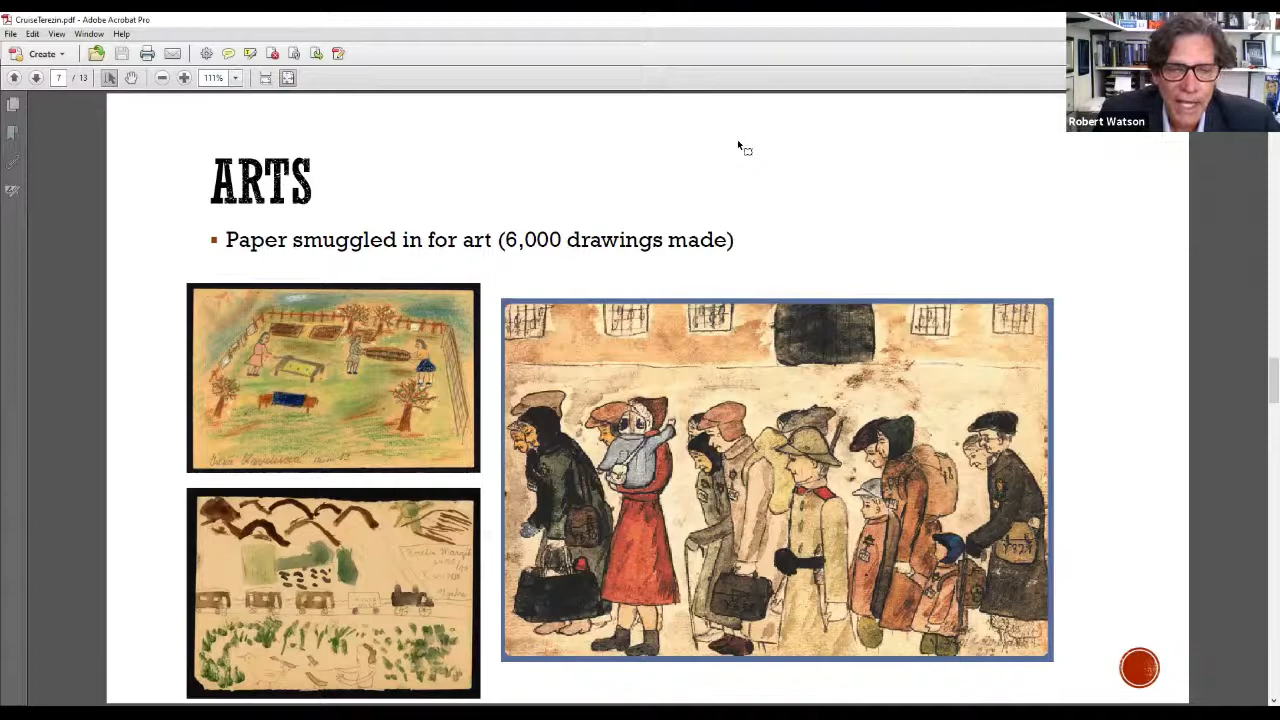 CruiseTerezin.pdf - Adobe Acrobat Pro
File Edit View Window Help
Create
7 / 13 111%
Robert Watson
ARTS
▪ Paper smuggled in for art (6,000 drawings made)